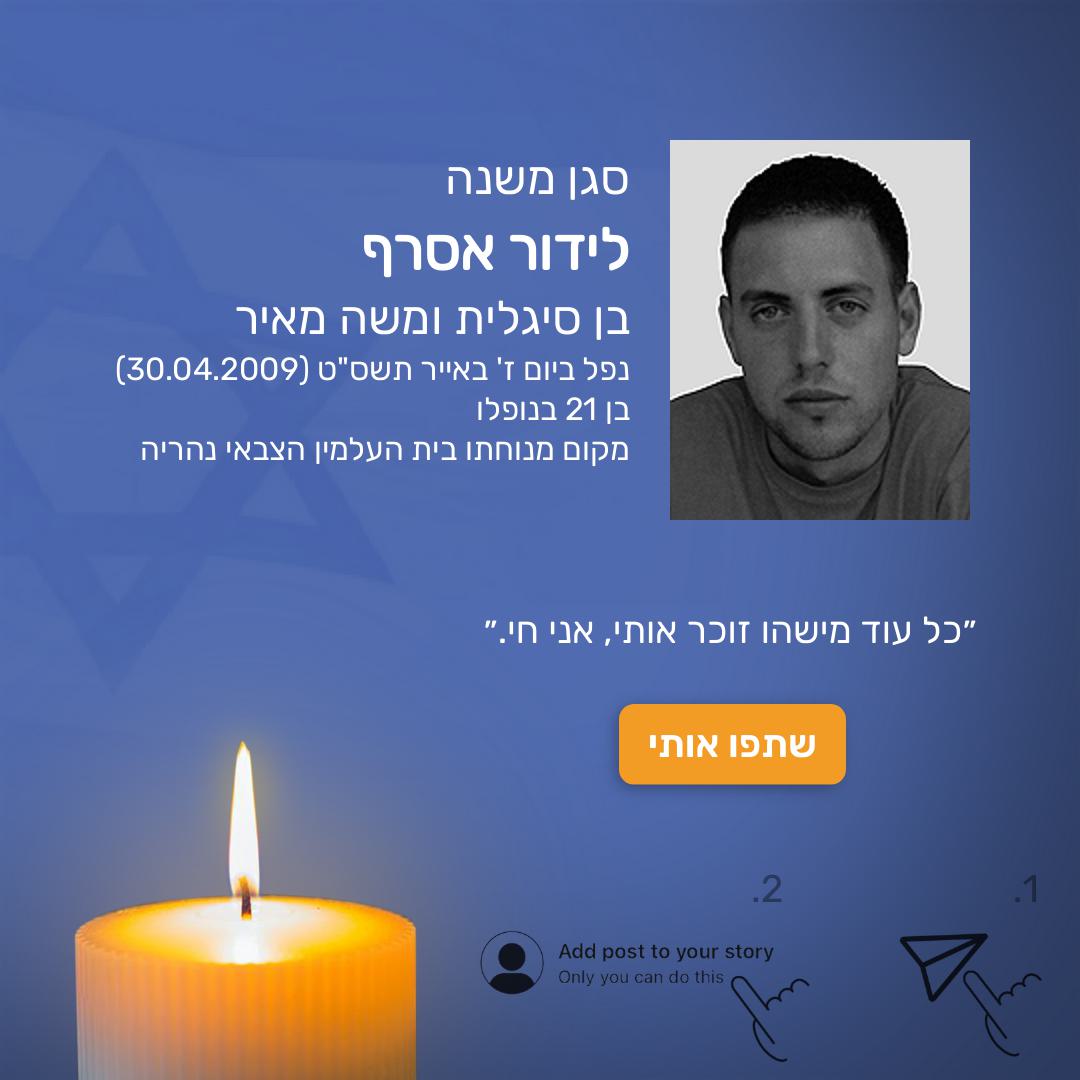 סגן משנה
לידור אסרף
בן סיגלית ומשה מאיר
נפל ביום ז' באייר תשס"ט (30.04.2009)
בן 21 בנופלו
מקום מנוחתו בית העלמין הצבאי נהריה
״כל עוד מישהו זוכר אותי, אני חי.״
שתפו אותי
1.
2.
Add post to your story
Only you can do this